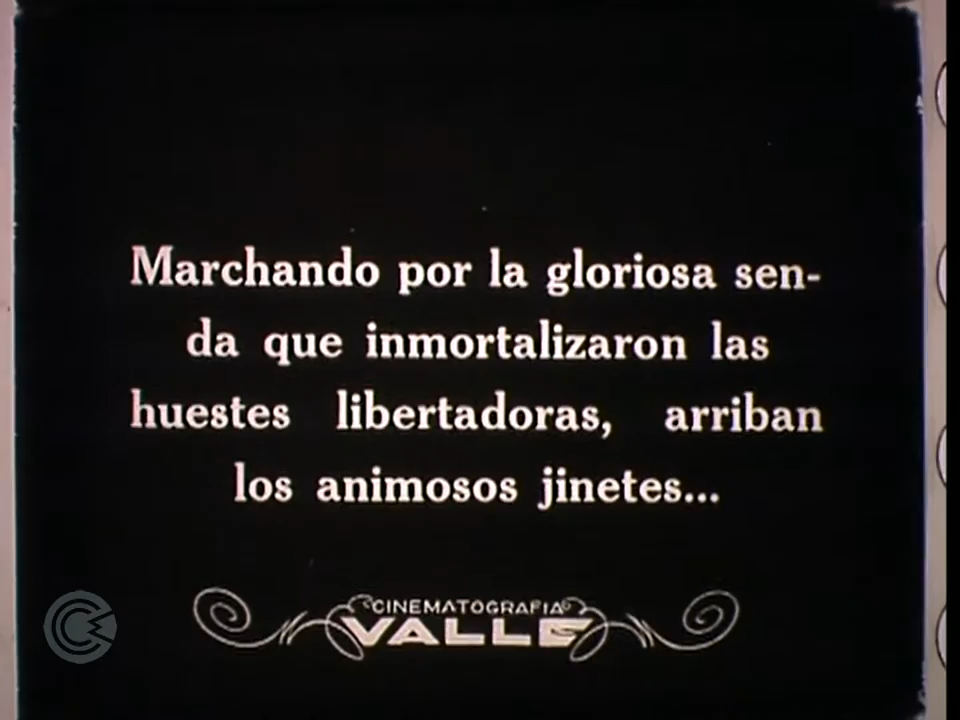 Marchando por la gloriosa sen-
da que inmortalizaron las
huestes libertadoras, arriban
los animosos jinetes...
CINEMATOGRAFIA
VALLE